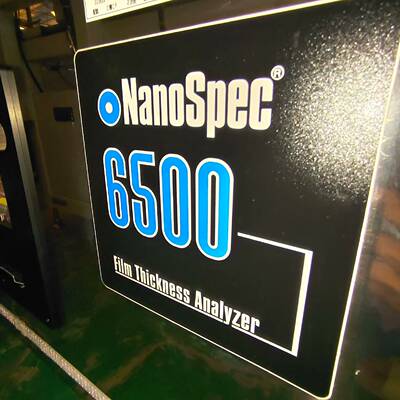 NanoSpec®
6500
Film Thickness Analyzer